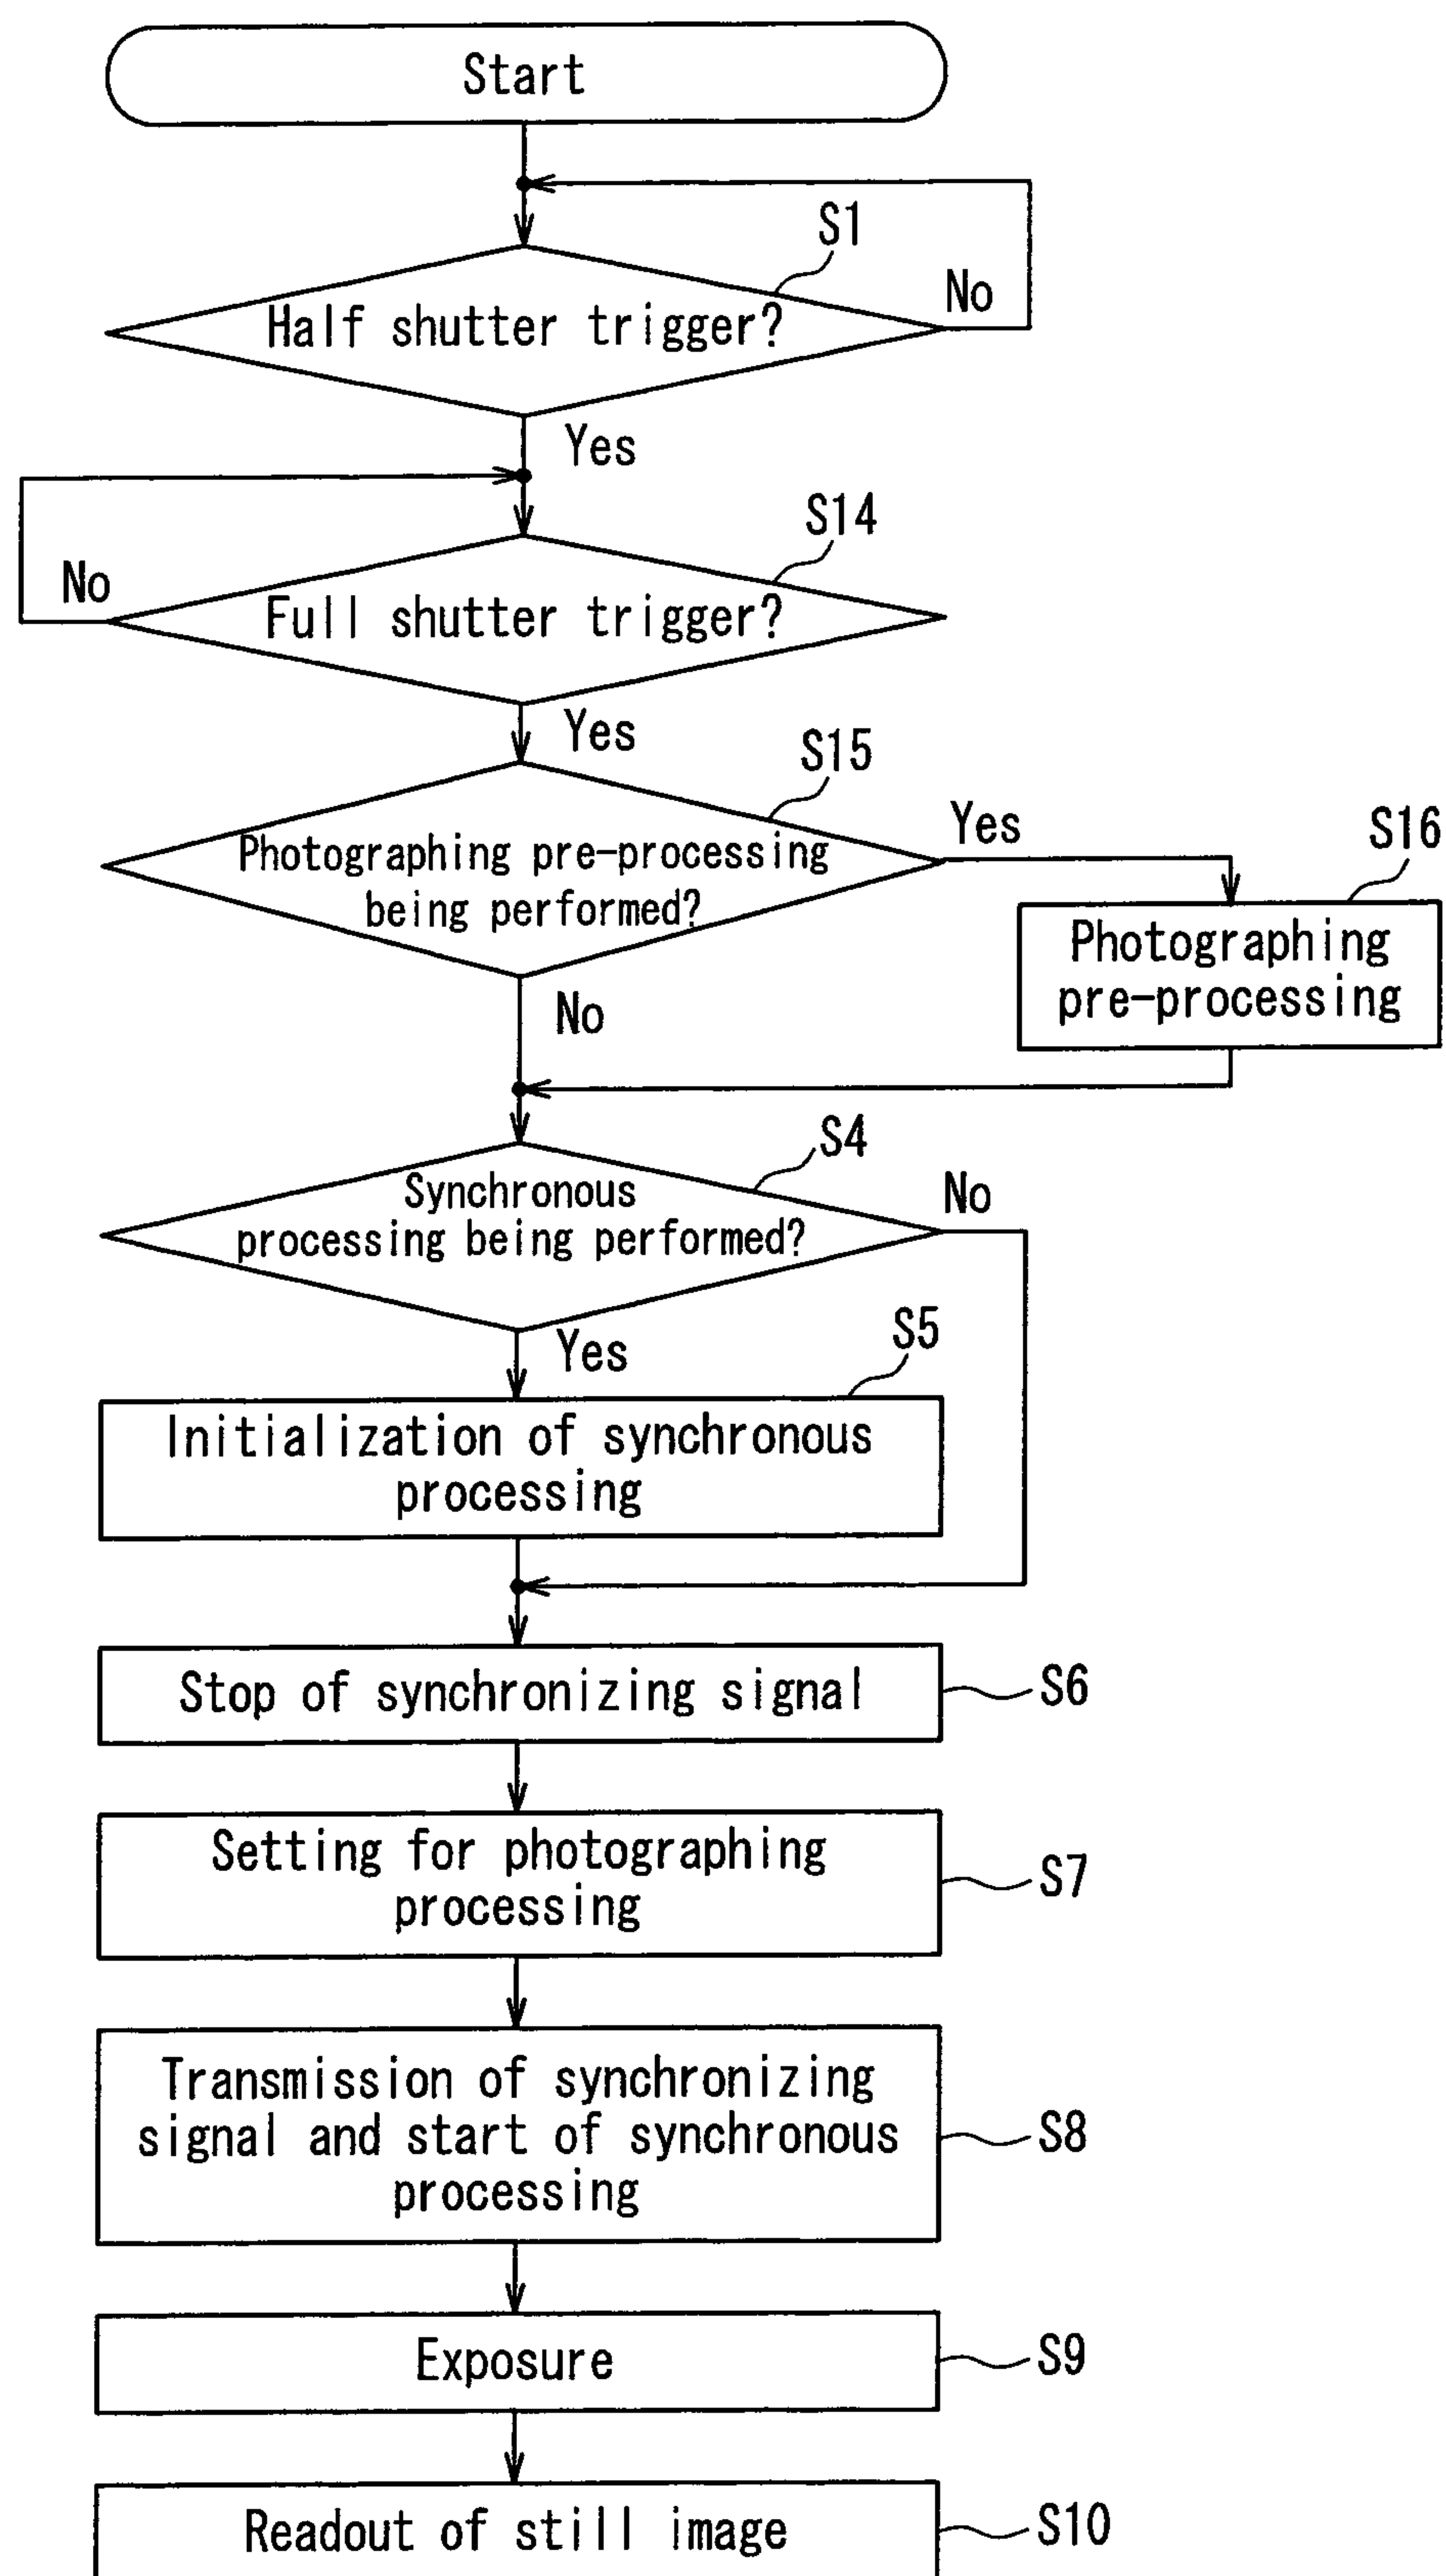 Start
S1
Half shutter trigger?
No
Yes
S14
No
Full shutter trigger?
Yes
S15
Yes
S16
Photographing pre-processing
being performed?
Photographing
pre-processing
No
S4
Synchronous
processing being performed?
No
Yes
S5
Initialization of synchronous
processing
Stop of synchronizing signal
S6
Setting for photographing
processing
S7
Transmission of synchronizing
signal and start of synchronous
processing
S8
Exposure
S9
Readout of still image
S10